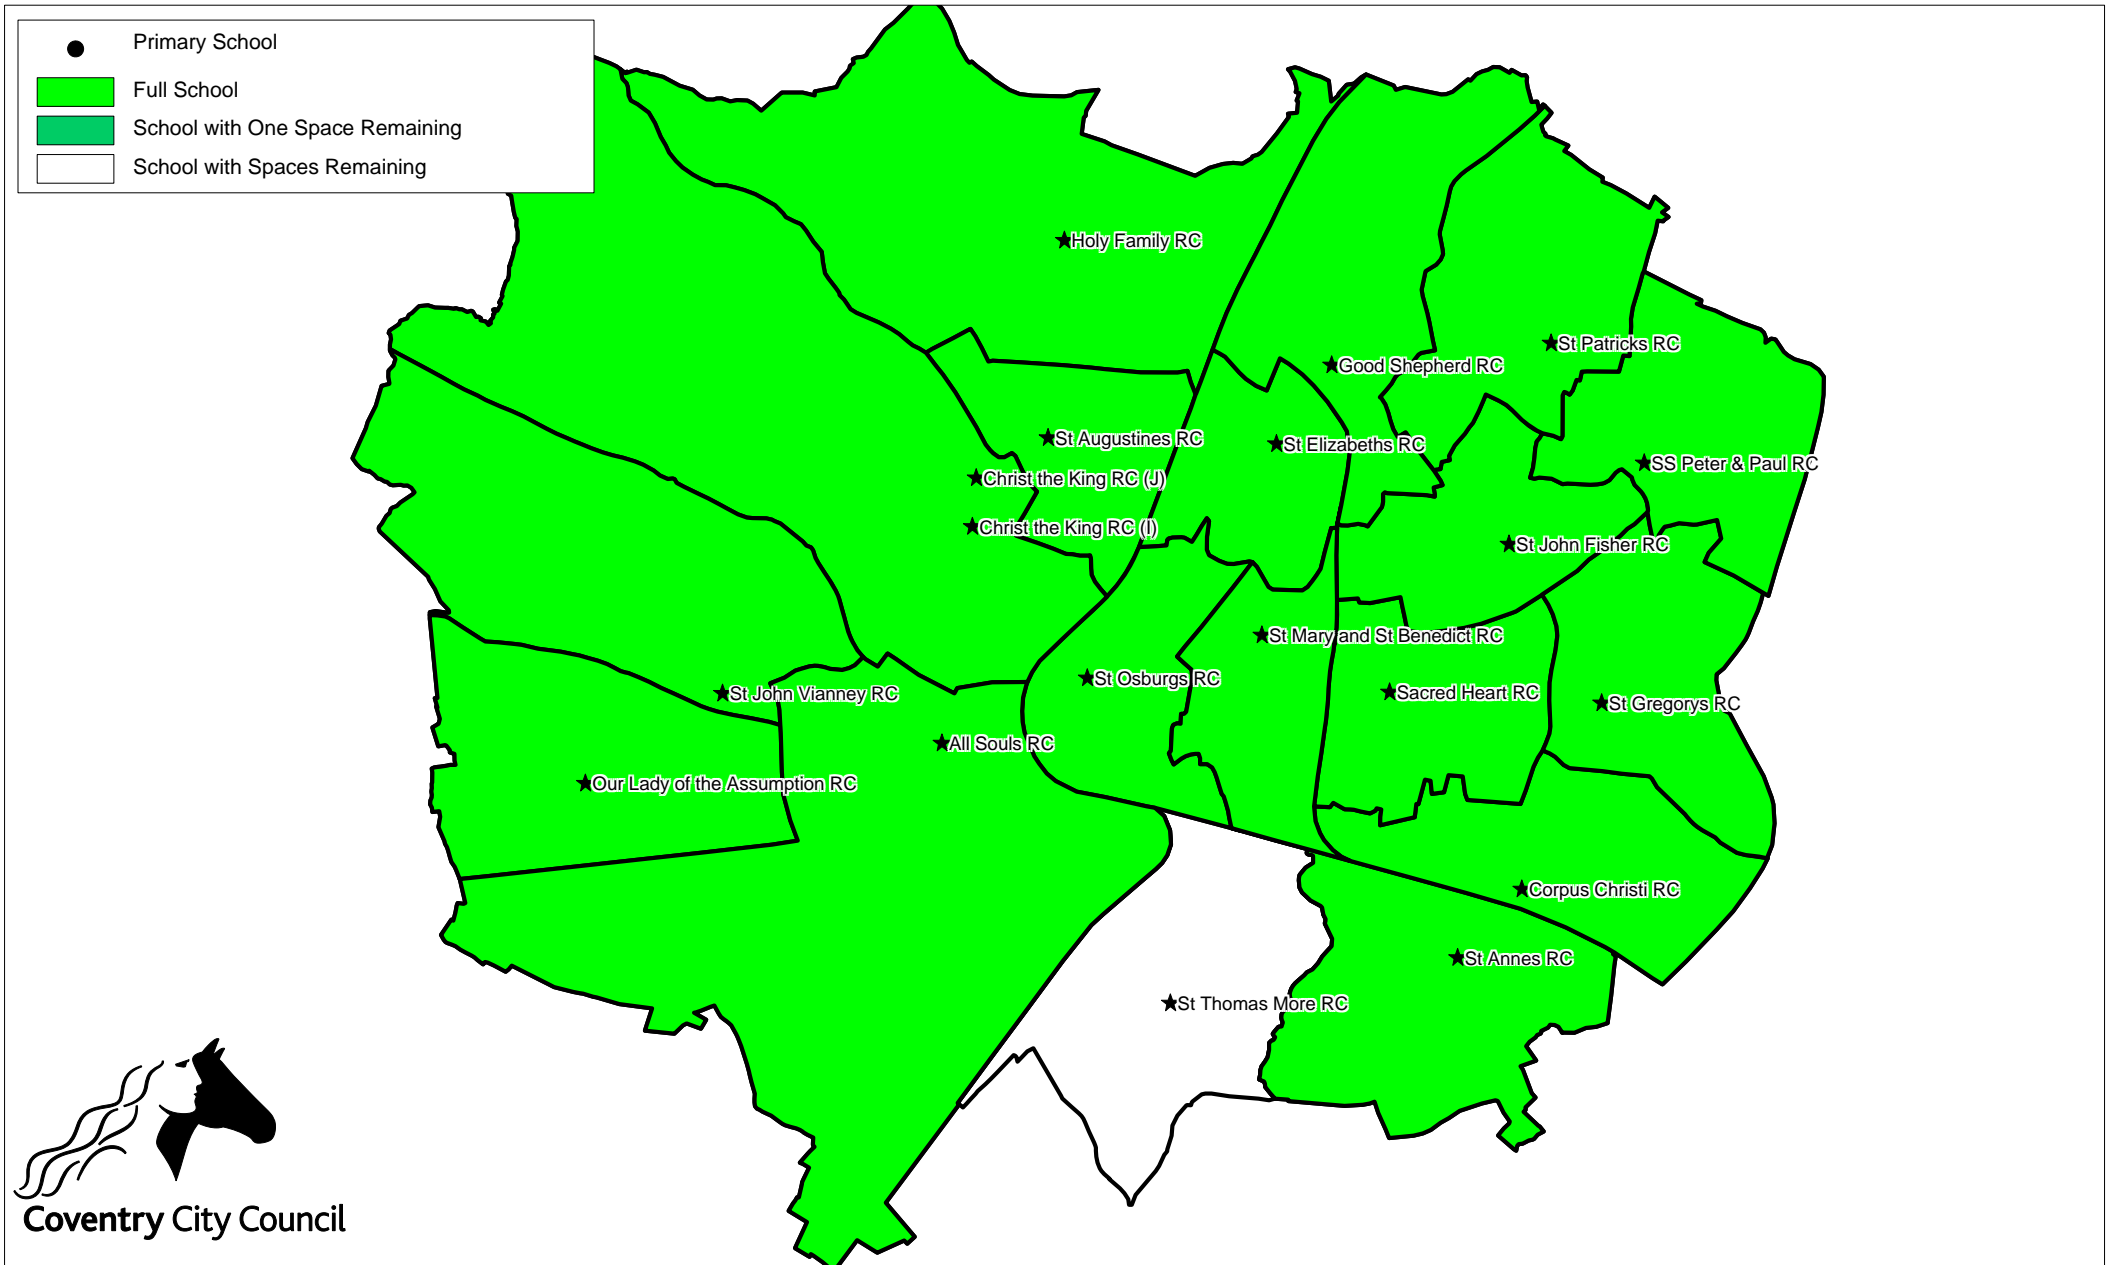 Primary School
Full School
School with One Space Remaining
School with Spaces Remaining
Holy Family RC
St Patricks RC
Good Shepherd RC
St Augustines RC
St Elizabeths RC
SS Peter & Paul RC
Christ the King RC (J)
Christ the King RC (I)
St John Fisher RC
St Mary and St Benedict RC
St Osburgs RC
St John Vianney RC
Sacred Heart RC
St Gregorys RC
All Souls RC
Our Lady of the Assumption RC
Corpus Christi RC
St Annes RC
St Thomas More RC
Coventry City Council